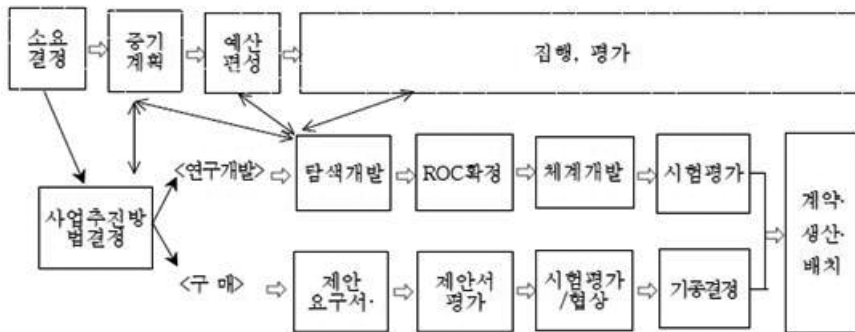 소요
결정
중기
계획
예산
편성
집행, 평가
<연구개발>
탐색개발
ROC확정
체계개발
시험평가
사업추진방
법결정
계약·
생산·
배치
<구 매>
제안
요구서·
제안서
평가
시험평가
/협상
기종결정